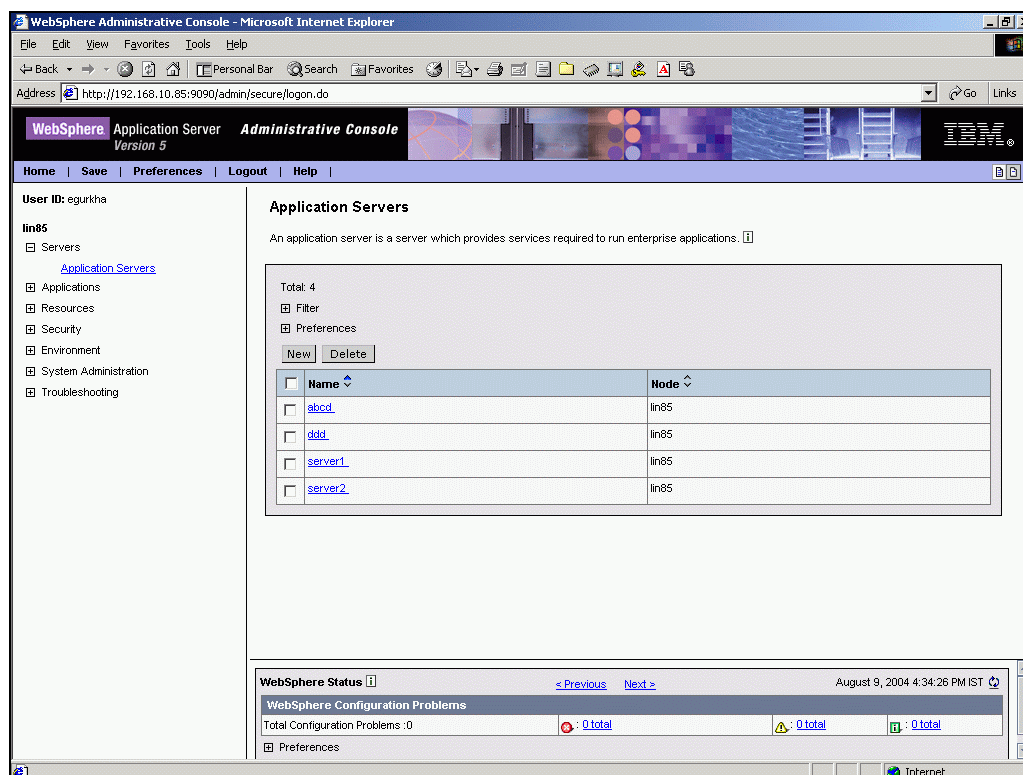 WebSphere Administrative Console - Microsoft Internet Explorer
File Edit View Favorites Tools Help
Back Personal Bar Search Favorites
Address http://192.168.10.85:9090/admin/secure/logon.do Go Links
WebSphere. Application Server Administrative Console
Version 5
IBM®
Home | Save | Preferences | Logout | Help |
User ID: egurkha
lin85
Servers
Application Servers
Applications
Resources
Security
Environment
System Administration
Troubleshooting
Application Servers
An application server is a server which provides services required to run enterprise applications. i
Total: 4
Filter
Preferences
New Delete
Name Node
abcd lin85
ddd lin85
server1 lin85
server2 lin85
WebSphere Status i < Previous Next > August 9, 2004 4:34:26 PM IST
WebSphere Configuration Problems
Total Configuration Problems :0 : 0 total : 0 total : 0 total
Preferences
Internet